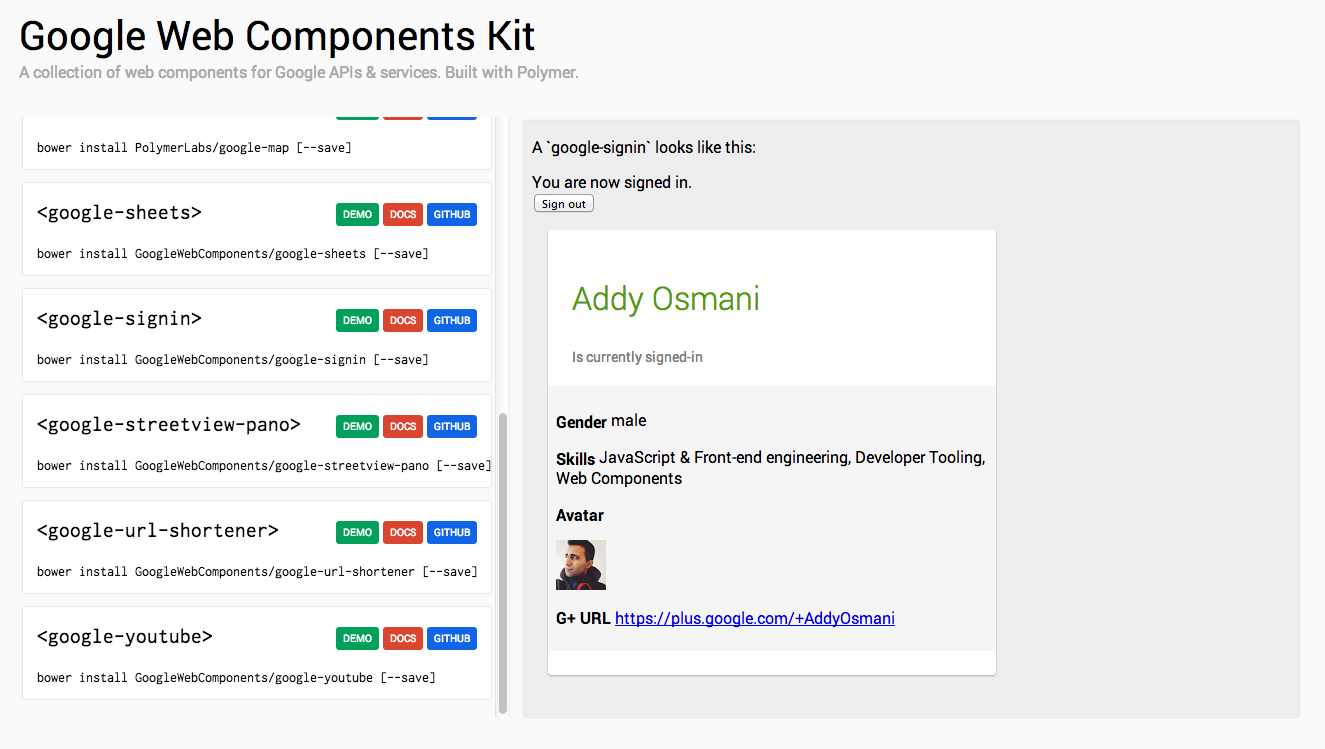 Google Web Components Kit
A collection of web components for Google APIs & services. Built with Polymer.
bower install PolymerLabs/google-map [--save]
<google-sheets>
DEMO DOCS GITHUB
bower install GoogleWebComponents/google-sheets [--save]
<google-signin>
DEMO DOCS GITHUB
bower install GoogleWebComponents/google-signin [--save]
<google-streetview-pano>
DEMO DOCS GITHUB
bower install GoogleWebComponents/google-streetview-pano [--save]
<google-url-shortener>
DEMO DOCS GITHUB
bower install GoogleWebComponents/google-url-shortener [--save]
<google-youtube>
DEMO DOCS GITHUB
bower install GoogleWebComponents/google-youtube [--save]
A `google-signin` looks like this:
You are now signed in.
Sign out
Addy Osmani
Is currently signed-in
Gender male
Skills JavaScript & Front-end engineering, Developer Tooling,
Web Components
Avatar
G+ URL https://plus.google.com/+AddyOsmani